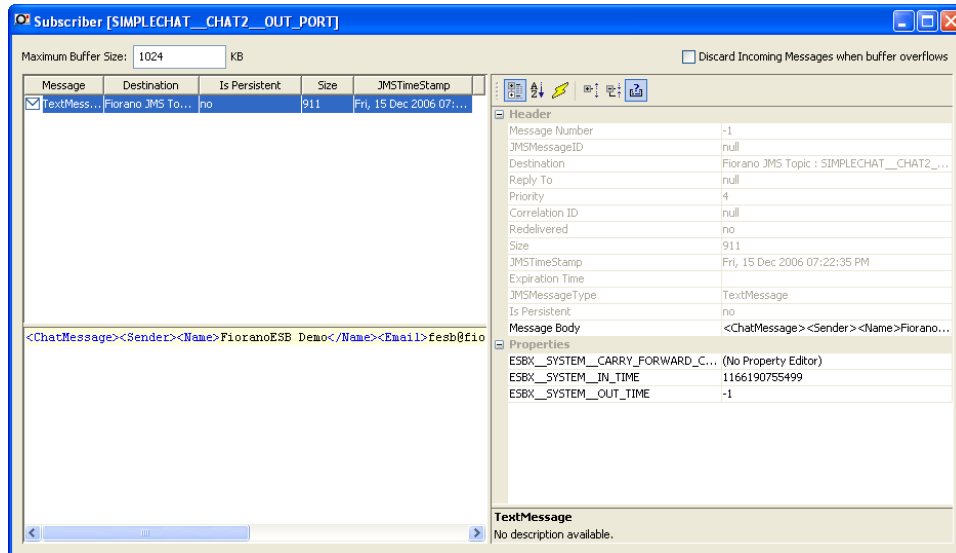 Subscriber [SIMPLECHAT__CHAT2__OUT_PORT]
Maximum Buffer Size: 1024 KB
Discard Incoming Messages when buffer overflows
Message Destination Is Persistent Size JMSTimeStamp
TextMess... Fiorano JMS To... no 911 Fri, 15 Dec 2006 07:...
<ChatMessage><Sender><Name>FioranoESB Demo</Name><Email>fesb@fio
Header
Message Number -1
JMSMessageID null
Destination Fiorano JMS Topic : SIMPLECHAT__CHAT2_...
Reply To null
Priority 4
Correlation ID null
Redelivered no
Size 911
JMSTimeStamp Fri, 15 Dec 2006 07:22:35 PM
Expiration Time
JMSMessageType TextMessage
Is Persistent no
Message Body <ChatMessage><Sender><Name>Fiorano...
Properties
ESBX__SYSTEM__CARRY_FORWARD_C... (No Property Editor)
ESBX__SYSTEM__IN_TIME 1166190755499
ESBX__SYSTEM__OUT_TIME -1
TextMessage
No description available.